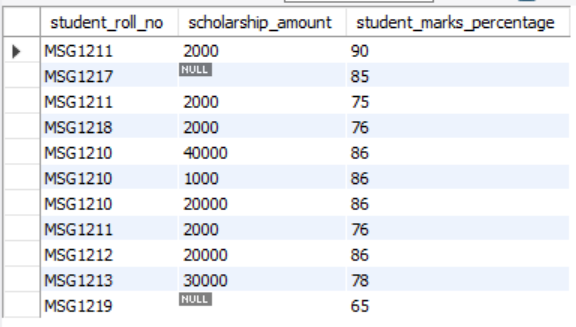 student_roll_no scholarship_amount student_marks_percentage
MSG1211 2000 90
MSG1217 NULL 85
MSG1211 2000 75
MSG1218 2000 76
MSG1210 40000 86
MSG1210 1000 86
MSG1210 20000 86
MSG1211 2000 76
MSG1212 20000 86
MSG1213 30000 78
MSG1219 NULL 65